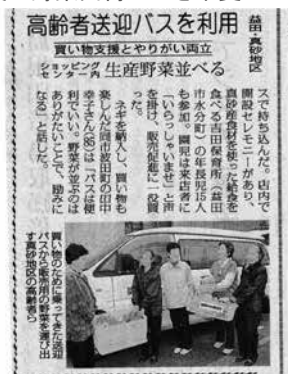 高齢者送迎バスを利用
益田・真砂地区
買い物支援とやりがい両立
ショッピングセンター内
生産野菜並べる
スで持ち込んだ。店内で
開設セレモニーがあり、
真砂産食材を使った給食を
食べる吉田保育所(益田
市水分町)の年長児15人
も参加。園児は来店者に
「いらっしゃいませ」と声
を掛け、販売促進に一役買
った。
ネギを納入し、買い物も
楽しんだ同市波田町の田中
幸子さん(85)は「バスは便
利でいい。野菜が並ぶのは
ありがたいことで、励みに
なる」と話した。
買い物のために乗ってきた送迎
バスから販売用の野菜を運び出
す真砂地区の高齢者ら